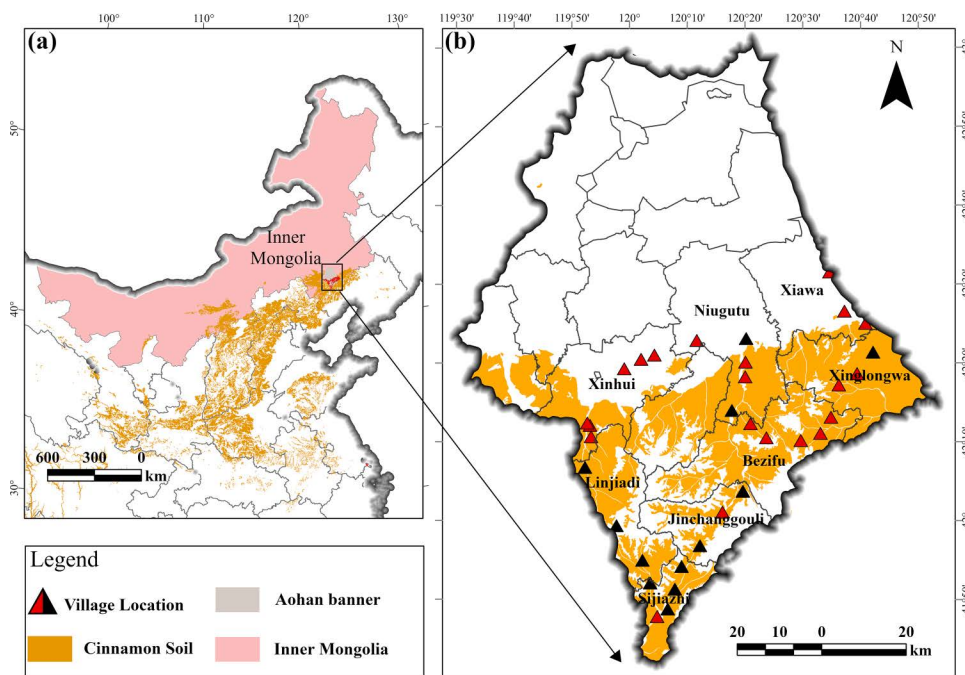 100° 110° 120° 130°
(a)
50°
40°
30°
Inner
Mongolia
600 300 0
km
119°30' 119°40' 119°50' 120° 120°10' 120°20' 120°30' 120°40' 120°50'
(b)
N
Xiawa
Niugutu
Xinhui
Xinglongwa
Bezifu
Linjiadi
Jinchanggouli
Sijiazhi
20 10 0 20
km
Legend
Village Location
Aohan banner
Cinnamon Soil
Inner Mongolia